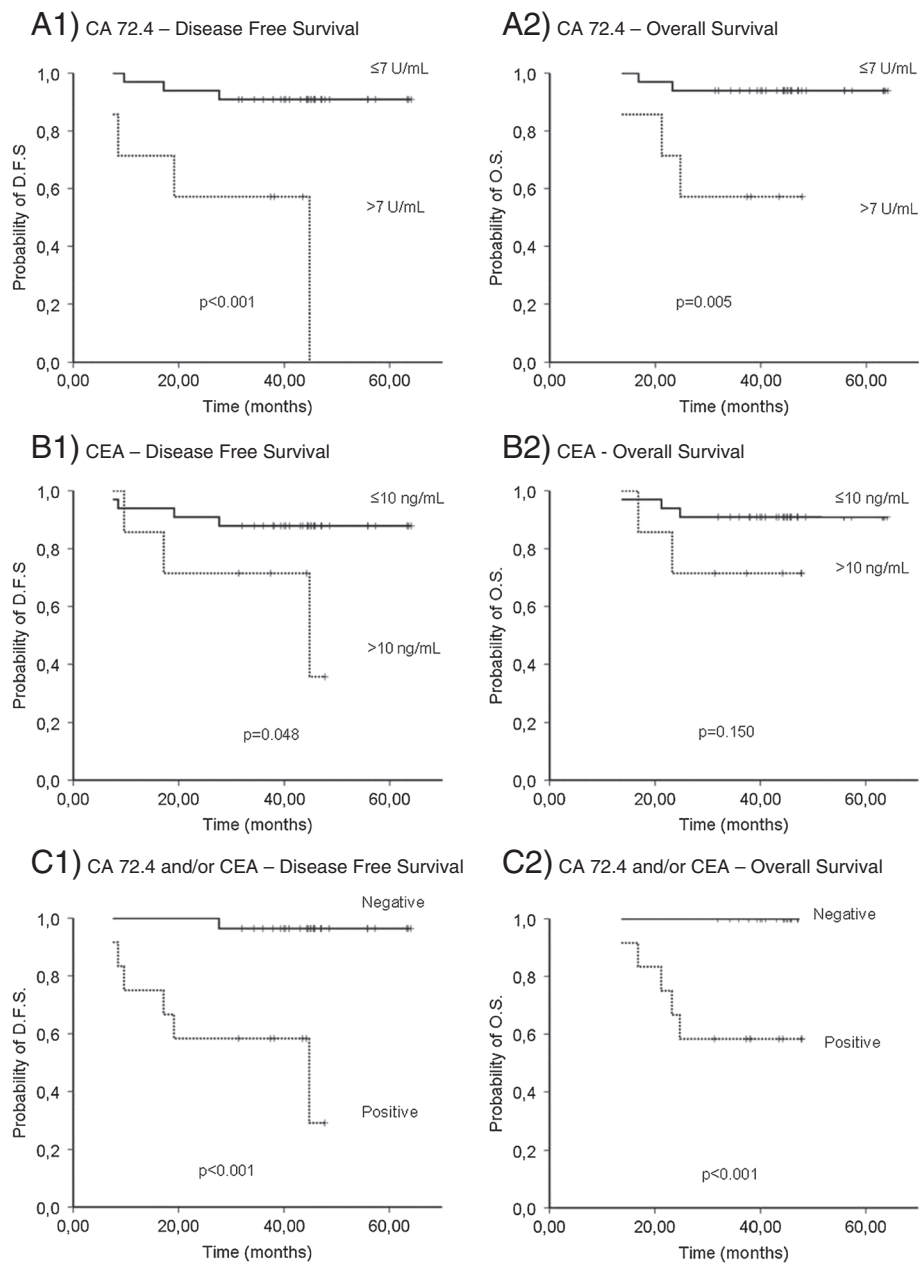 A1) CA 72.4 – Disease Free Survival
1,0
0,8
0,6
0,4
0,2
0,0
Probability of D.F.S
≤7 U/mL
>7 U/mL
p<0.001
0,00 20,00 40,00 60,00
Time (months)
A2) CA 72.4 – Overall Survival
1,0
0,8
0,6
0,4
0,2
0,0
Probability of O.S.
≤7 U/mL
>7 U/mL
p=0.005
0,00 20,00 40,00 60,00
Time (months)
B1) CEA – Disease Free Survival
1,0
0,8
0,6
0,4
0,2
0,0
Probability of D.F.S
≤10 ng/mL
>10 ng/mL
p=0.048
0,00 20,00 40,00 60,00
Time (months)
B2) CEA - Overall Survival
1,0
0,8
0,6
0,4
0,2
0,0
Probability of O.S.
≤10 ng/mL
>10 ng/mL
p=0.150
0,00 20,00 40,00 60,00
Time (months)
C1) CA 72.4 and/or CEA – Disease Free Survival
1,0
0,8
0,6
0,4
0,2
0,0
Probability of D.F.S.
Negative
Positive
p<0.001
0,00 20,00 40,00 60,00
Time (months)
C2) CA 72.4 and/or CEA – Overall Survival
1,0
0,8
0,6
0,4
0,2
0,0
Probability of O.S.
Negative
Positive
p<0.001
0,00 20,00 40,00 60,00
Time (months)